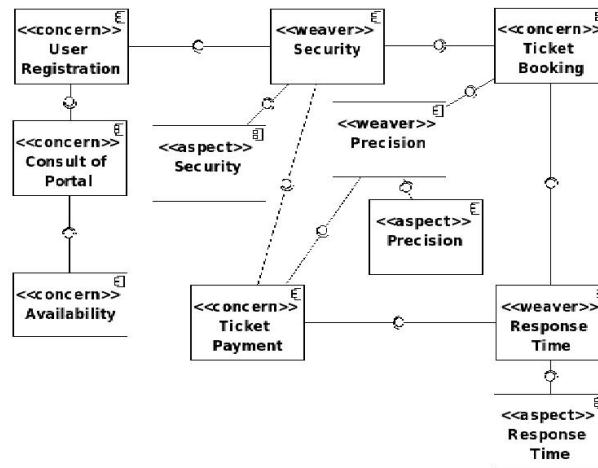 <<concern>>
User
Registration
<<weaver>>
Security
<<concern>>
Ticket
Booking
<<concern>>
Consult of
Portal
<<aspect>>
Security
<<weaver>>
Precision
<<aspect>>
Precision
<<concern>>
Availability
<<concern>>
Ticket
Payment
<<weaver>>
Response
Time
<<aspect>>
Response
Time